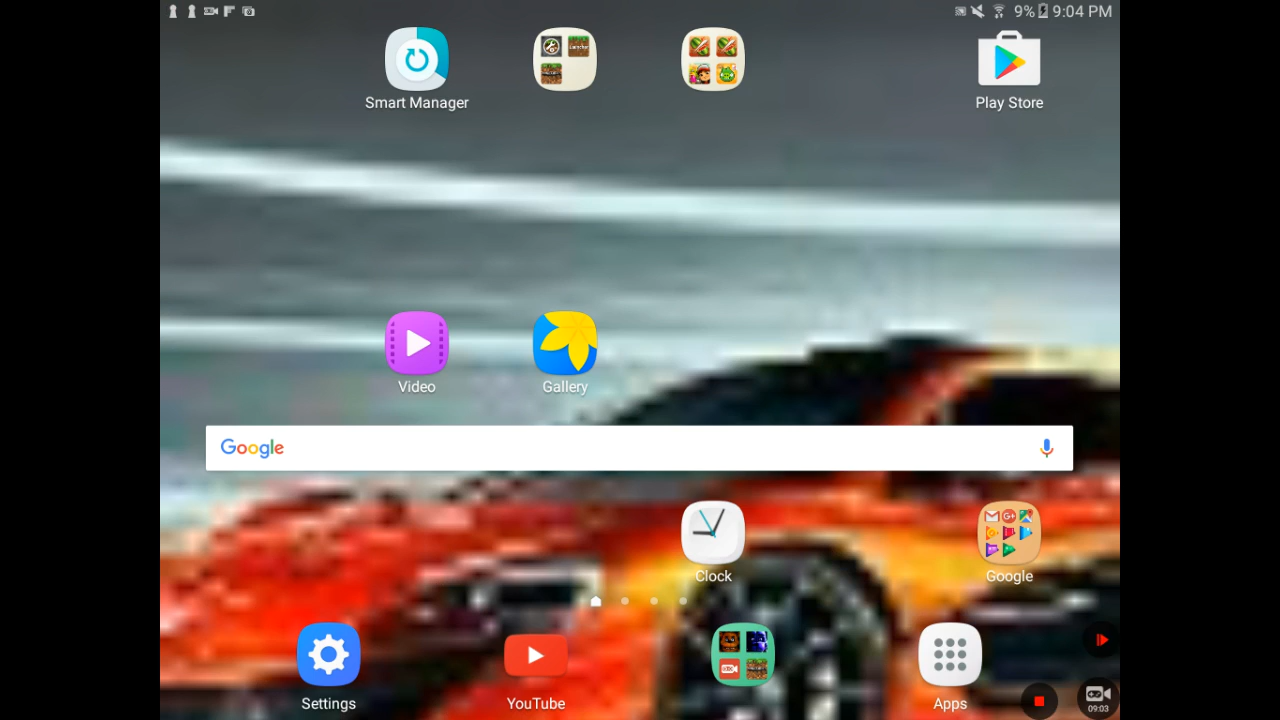 9% 9:04 PM
Smart Manager
Play Store
Video
Gallery
Google
Clock
Google
Settings
YouTube
Apps
09:03